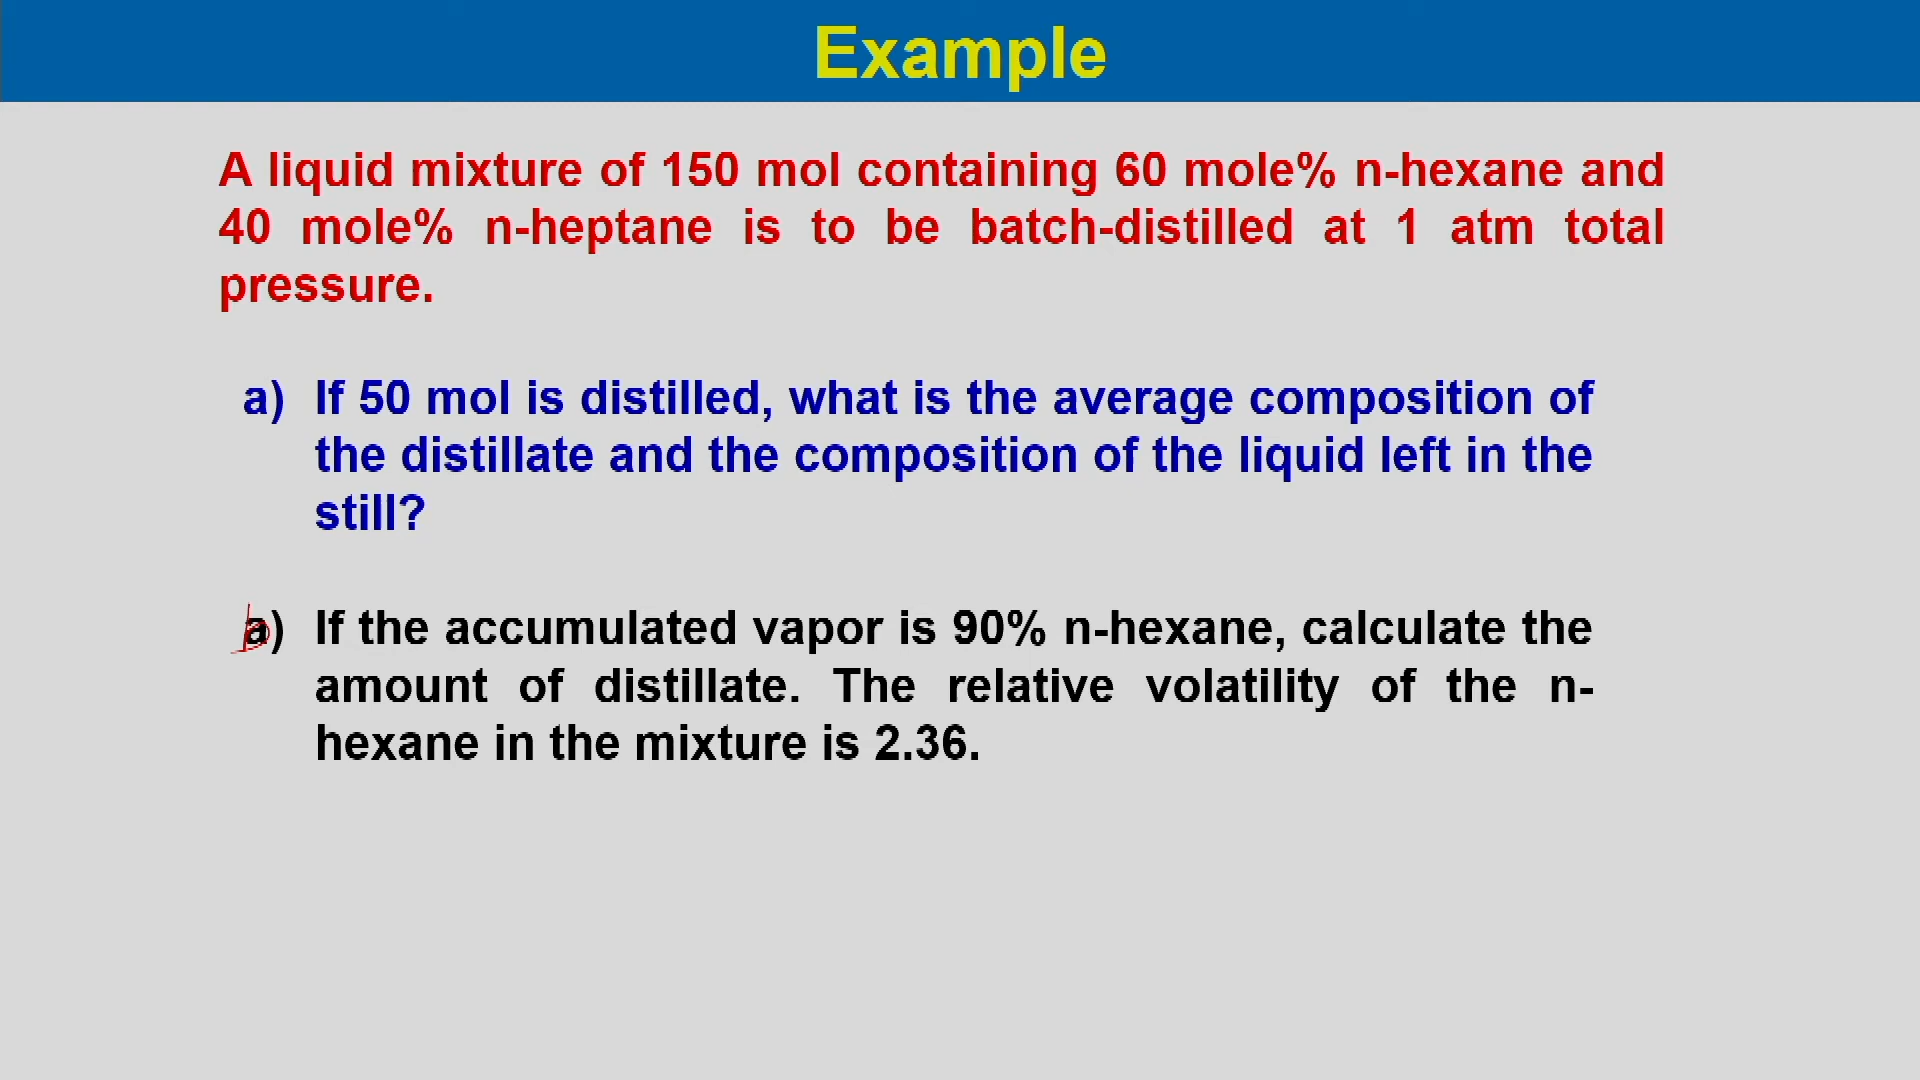 Example
A liquid mixture of 150 mol containing 60 mole% n-hexane and
40 mole% n-heptane is to be batch-distilled at 1 atm total
pressure.
a) If 50 mol is distilled, what is the average composition of
the distillate and the composition of the liquid left in the
still?
b) If the accumulated vapor is 90% n-hexane, calculate the
amount of distillate. The relative volatility of the n-
hexane in the mixture is 2.36.